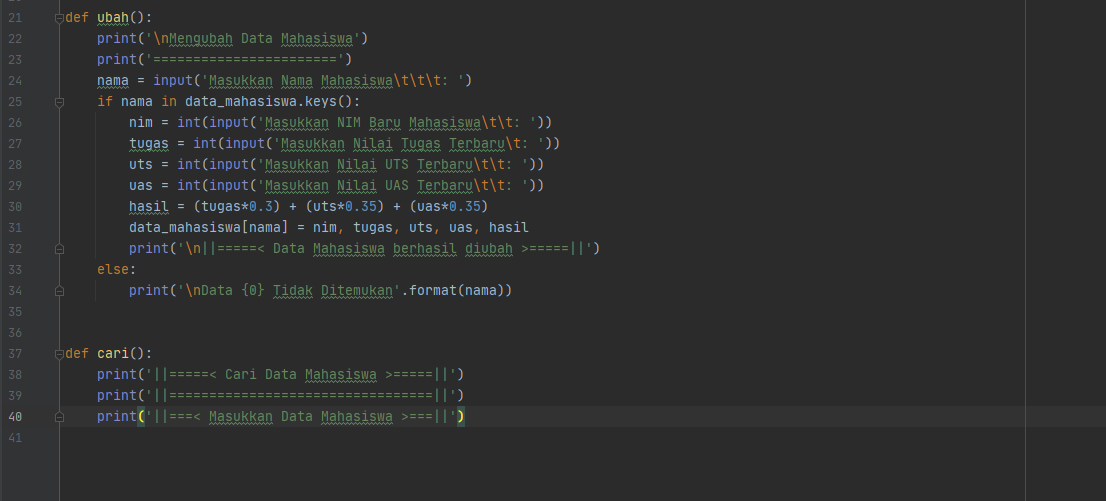 21 def ubah():
22     print('\nMengubah Data Mahasiswa')
23     print('=======================')
24     nama = input('Masukkan Nama Mahasiswa\t\t\t: ')
25     if nama in data_mahasiswa.keys():
26         nim = int(input('Masukkan NIM Baru Mahasiswa\t\t: '))
27         tugas = int(input('Masukkan Nilai Tugas Terbaru\t: '))
28         uts = int(input('Masukkan Nilai UTS Terbaru\t\t: '))
29         uas = int(input('Masukkan Nilai UAS Terbaru\t\t: '))
30         hasil = (tugas*0.3) + (uts*0.35) + (uas*0.35)
31         data_mahasiswa[nama] = nim, tugas, uts, uas, hasil
32         print('\n||=====< Data Mahasiswa berhasil diubah >=====||')
33     else:
34         print('\nData {0} Tidak Ditemukan'.format(nama))
35
36
37 def cari():
38     print('||=====< Cari Data Mahasiswa >=====||')
39     print('||=================================||')
40     print('||===< Masukkan Data Mahasiswa >===||')
41